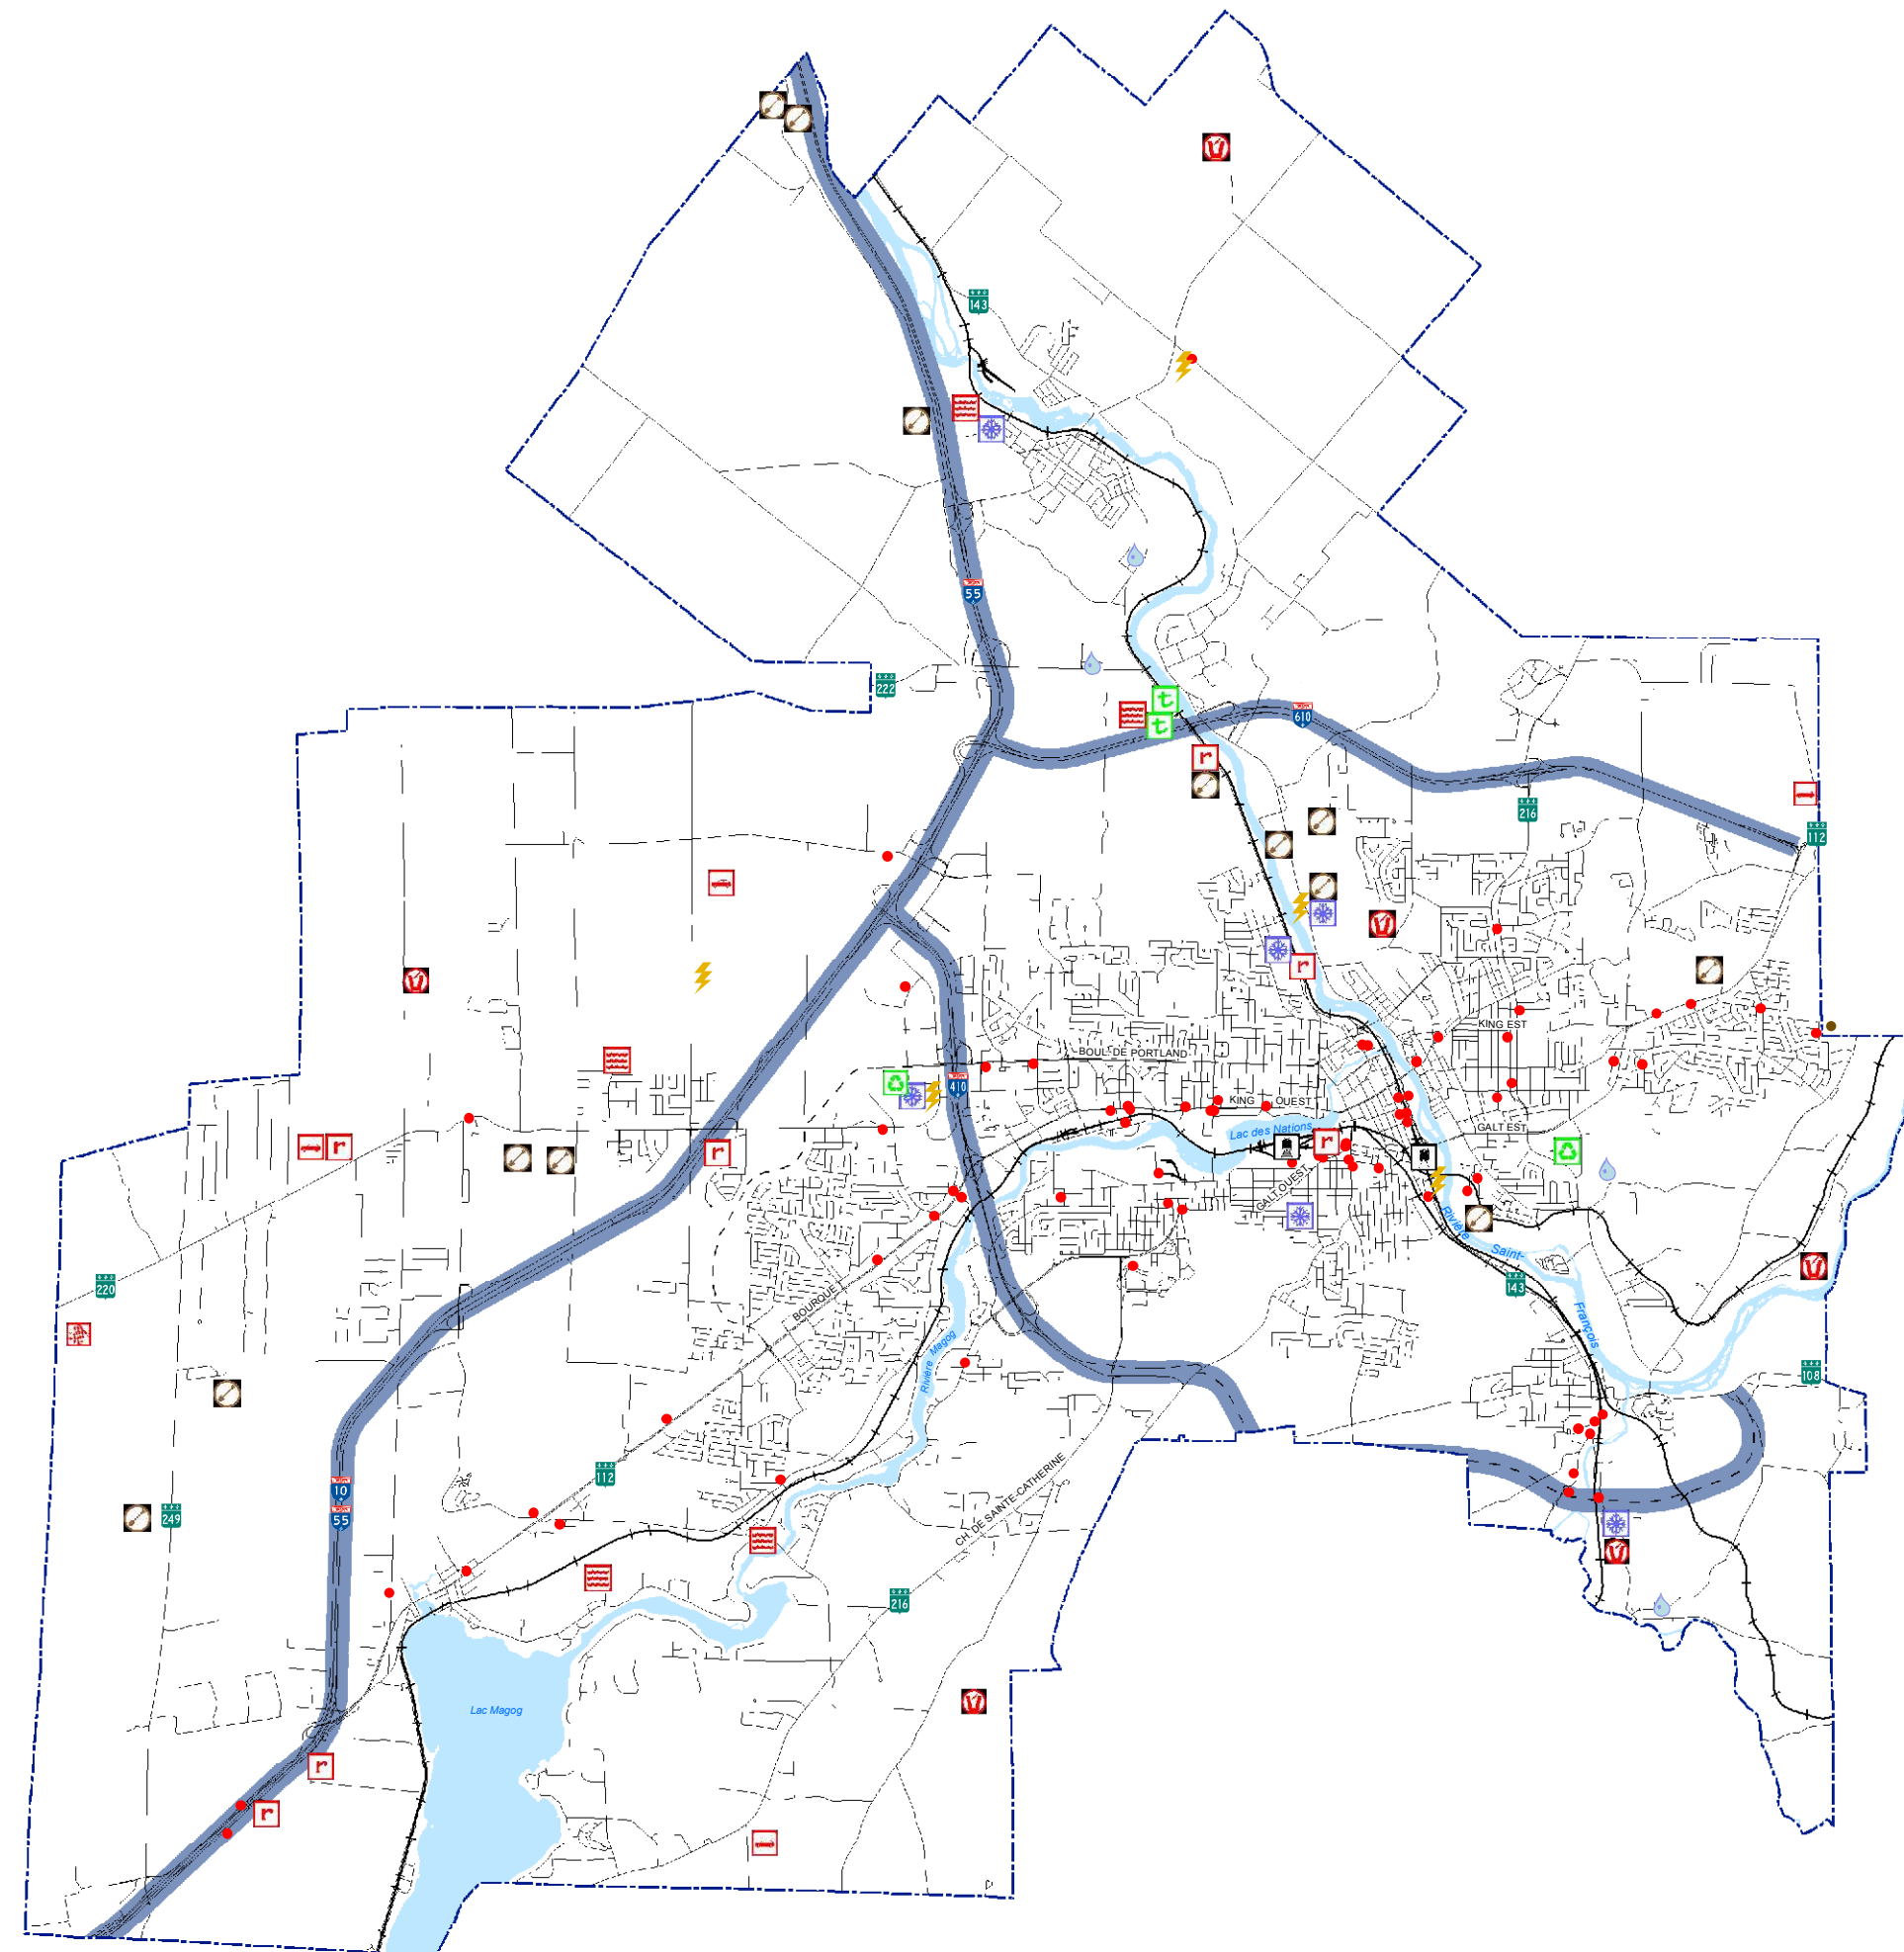 143
55
222
610
216
112
KING EST
BOUL. DE PORTLAND
410
KING OUEST
GALT EST
Lac des Nations
GALT OUEST
Rivière Saint-
François
220
143
BOURQUE
Rivière Magog
108
112
10
55
249
CH. DE SAINTE-CATHERINE
216
Lac Magog
r
r
r
r
r
r
r
t
t